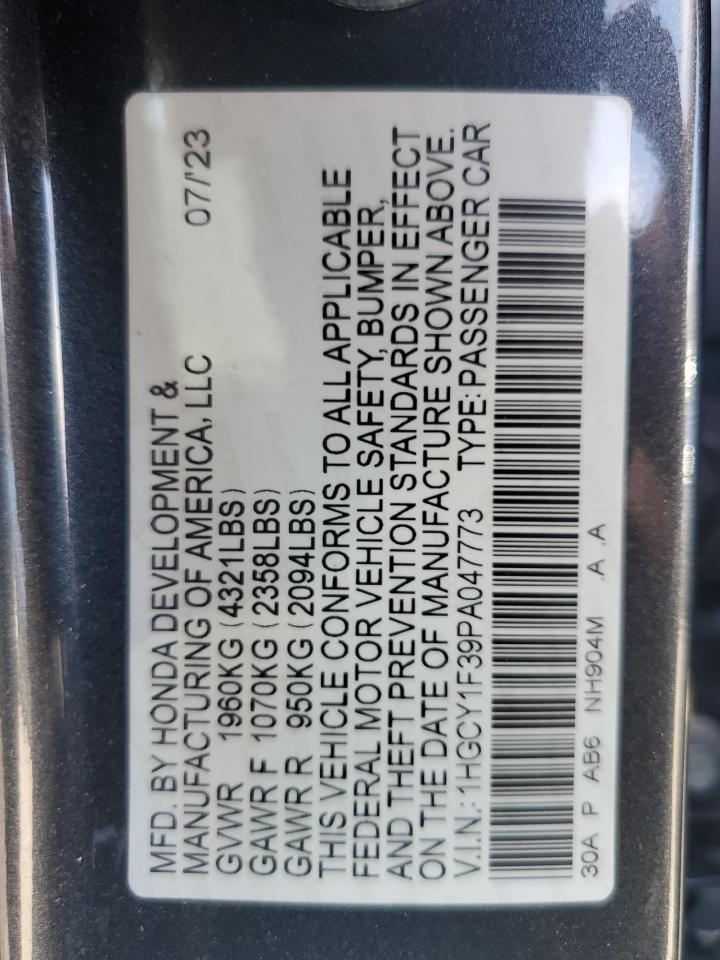 MFD. BY HONDA DEVELOPMENT &
MANUFACTURING OF AMERICA, LLC 07/'23
GVWR 1960KG (4321LBS)
GAWR F 1070KG (2358LBS)
GAWR R 950KG (2094LBS)
THIS VEHICLE CONFORMS TO ALL APPLICABLE
FEDERAL MOTOR VEHICLE SAFETY, BUMPER,
AND THEFT PREVENTION STANDARDS IN EFFECT
ON THE DATE OF MANUFACTURE SHOWN ABOVE.
V.I.N.: 1HGCY1F39PA047773 TYPE: PASSENGER CAR
30A P AB6 NH904M .A .A